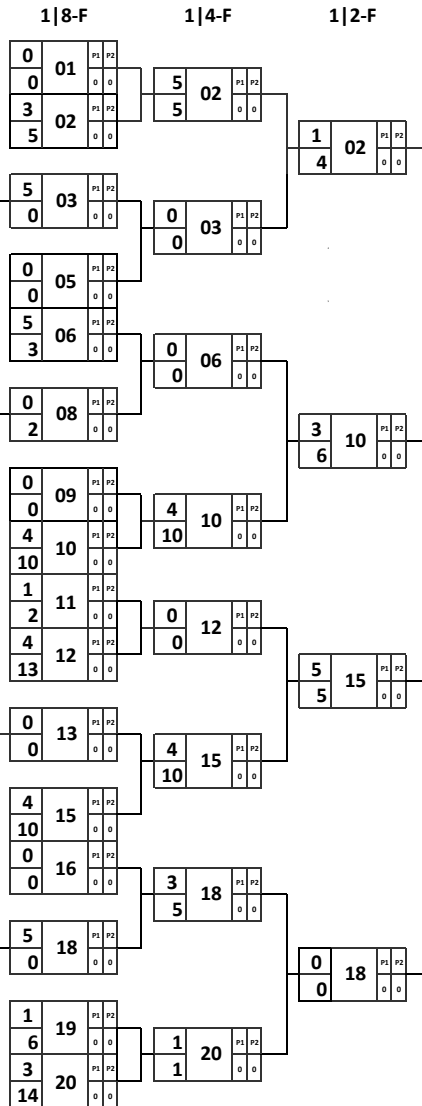 1|8-F 1|4-F 1|2-F
0 01 P1 P2
0 0 0
3 02 P1 P2
5 0 0
5 02 P1 P2
5 0 0
1 02 P1 P2
4 0 0
5 03 P1 P2
0 0 0
0 03 P1 P2
0 0 0
0 05 P1 P2
0 0 0
5 06 P1 P2
3 0 0
0 06 P1 P2
0 0 0
0 08 P1 P2
2 0 0
3 10 P1 P2
6 0 0
0 09 P1 P2
0 0 0
4 10 P1 P2
10 0 0
4 10 P1 P2
10 0 0
1 11 P1 P2
2 0 0
4 12 P1 P2
13 0 0
0 12 P1 P2
0 0 0
5 15 P1 P2
5 0 0
0 13 P1 P2
0 0 0
4 15 P1 P2
10 0 0
4 15 P1 P2
10 0 0
0 16 P1 P2
0 0 0
3 18 P1 P2
5 0 0
5 18 P1 P2
0 0 0
0 18 P1 P2
0 0 0
1 19 P1 P2
6 0 0
3 20 P1 P2
14 0 0
1 20 P1 P2
1 0 0